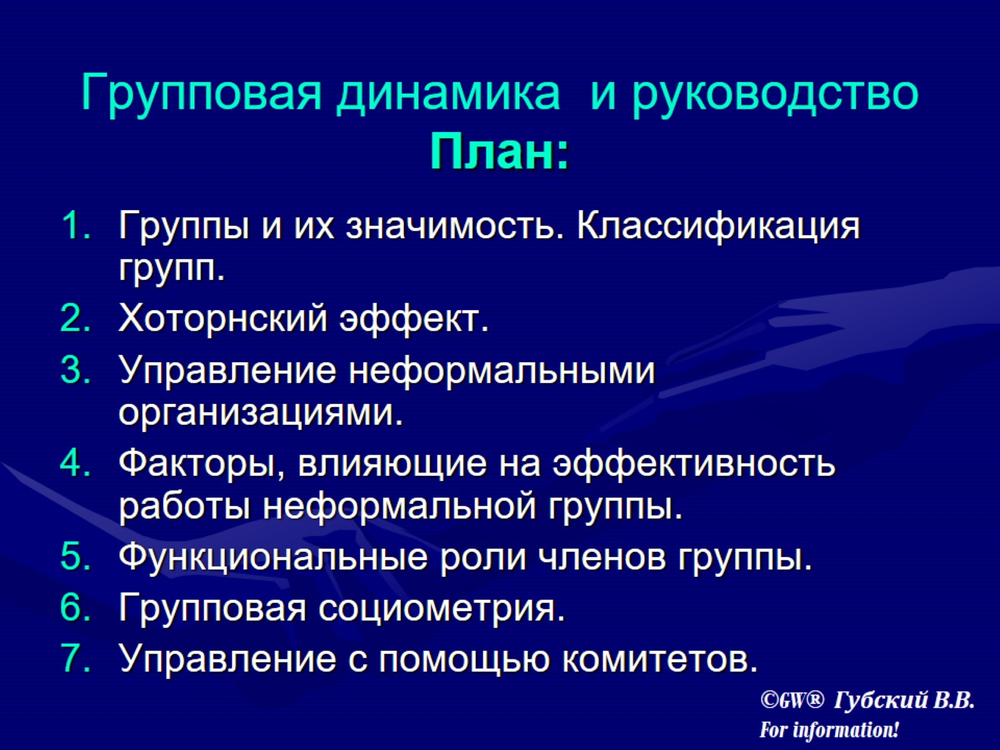 Групповая динамика и руководство
План:
1. Группы и их значимость. Классификация
групп.
2. Хоторнский эффект.
3. Управление неформальными
организациями.
4. Факторы, влияющие на эффективность
работы неформальной группы.
5. Функциональные роли членов группы.
6. Групповая социометрия.
7. Управление с помощью комитетов.
©GW® Губский В.В.
For information!